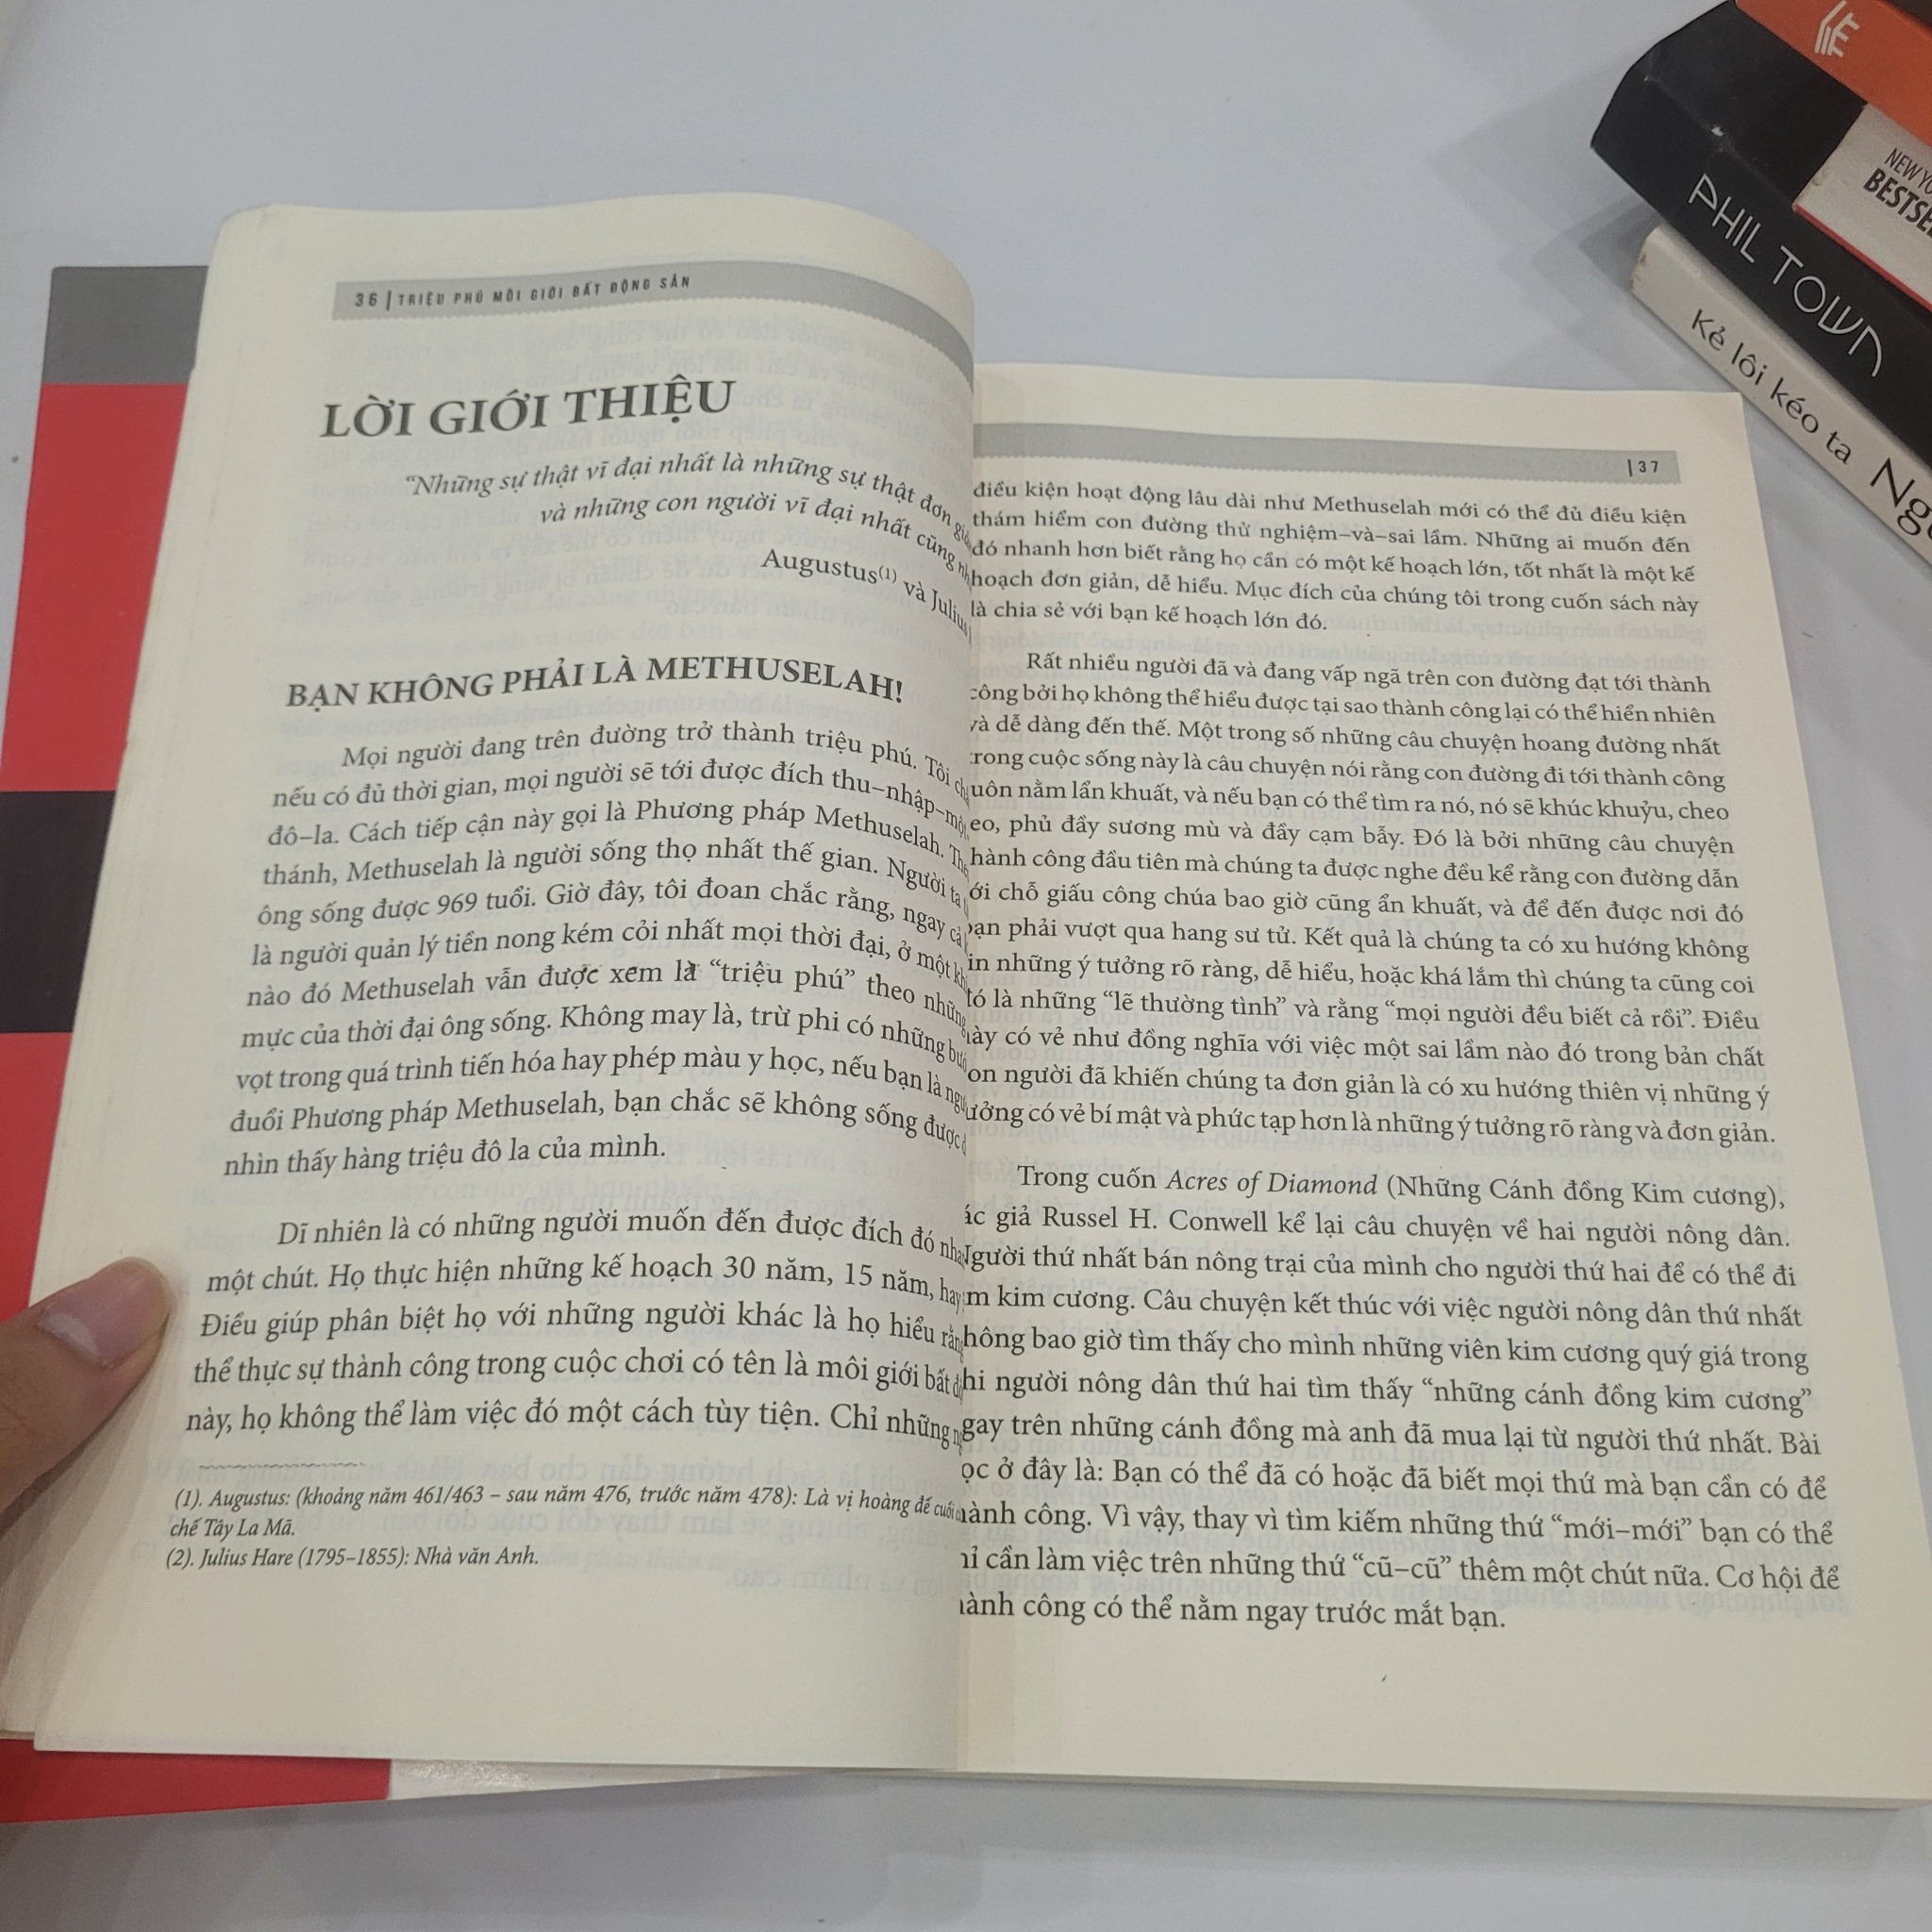 36 | TRIỆU PHÚ MÔI GIỚI BẤT ĐỘNG SẢN
LỜI GIỚI THIỆU
“Những sự thật vĩ đại nhất là những sự thật đơn
và những con người vĩ đại nhất cũng
Augustus(1) và Julius
BẠN KHÔNG PHẢI LÀ METHUSELAH!
Mọi người đang trên đường trở thành triệu phú. Tôi
nếu có đủ thời gian, mọi người sẽ tới được đích thu–nhập–một
đô–la. Cách tiếp cận này gọi là Phương pháp Methuselah.
thánh, Methuselah là người sống thọ nhất thế gian. Người ta
ông sống được 969 tuổi. Giờ đây, tôi đoan chắc rằng, ngay cả
là người quản lý tiền nong kém cỏi nhất mọi thời đại, ở một
nào đó Methuselah vẫn được xem là “triệu phú” theo những
mực của thời đại ông sống. Không may là, trừ phi có những
vọt trong quá trình tiến hóa hay phép màu y học, nếu bạn là
đuổi Phương pháp Methuselah, bạn chắc sẽ không sống được
nhìn thấy hàng triệu đô la của mình.
Dĩ nhiên là có những người muốn đến được đích đó
một chút. Họ thực hiện những kế hoạch 30 năm, 15 năm, hay
Điều giúp phân biệt họ với những người khác là họ hiểu
thể thực sự thành công trong cuộc chơi có tên là môi giới bất
này, họ không thể làm việc đó một cách tùy tiện. Chỉ những
(1). Augustus: (khoảng năm 461/463 – sau năm 476, trước năm 478): Là vị hoàng đế cuối
chế Tây La Mã.
(2). Julius Hare (1795–1855): Nhà văn Anh.
| 37
điều kiện hoạt động lâu dài như Methuselah mới có thể đủ điều kiện
thám hiểm con đường thử nghiệm–và–sai lầm. Những ai muốn đến
đó nhanh hơn biết rằng họ cần có một kế hoạch lớn, tốt nhất là một kế
hoạch đơn giản, dễ hiểu. Mục đích của chúng tôi trong cuốn sách này
là chia sẻ với bạn kế hoạch lớn đó.
Rất nhiều người đã và đang vấp ngã trên con đường đạt tới thành
công bởi họ không thể hiểu được tại sao thành công lại có thể hiển nhiên
và dễ dàng đến thế. Một trong số những câu chuyện hoang đường nhất
trong cuộc sống này là câu chuyện nói rằng con đường đi tới thành công
uôn nằm lẩn khuất, và nếu bạn có thể tìm ra nó, nó sẽ khúc khuỷu, cheo
eo, phủ đầy sương mù và đầy cạm bẫy. Đó là bởi những câu chuyện
hành công đầu tiên mà chúng ta được nghe đều kể rằng con đường dẫn
ới chỗ giấu công chúa bao giờ cũng ẩn khuất, và để đến được nơi đó
bạn phải vượt qua hang sư tử. Kết quả là chúng ta có xu hướng không
in những ý tưởng rõ ràng, dễ hiểu, hoặc khá lắm thì chúng ta cũng coi
đó là những “lẽ thường tình” và rằng “mọi người đều biết cả rồi”. Điều
này có vẻ như đồng nghĩa với việc một sai lầm nào đó trong bản chất
on người đã khiến chúng ta đơn giản là có xu hướng thiên vị những ý
ưởng có vẻ bí mật và phức tạp hơn là những ý tưởng rõ ràng và đơn giản.
Trong cuốn Acres of Diamond (Những Cánh đồng Kim cương),
ác giả Russel H. Conwell kể lại câu chuyện về hai người nông dân.
Người thứ nhất bán nông trại của mình cho người thứ hai để có thể đi
m kim cương. Câu chuyện kết thúc với việc người nông dân thứ nhất
hông bao giờ tìm thấy cho mình những viên kim cương quý giá trong
hi người nông dân thứ hai tìm thấy “những cánh đồng kim cương”
gay trên những cánh đồng mà anh đã mua lại từ người thứ nhất. Bài
ọc ở đây là: Bạn có thể đã có hoặc đã biết mọi thứ mà bạn cần có để
hành công. Vì vậy, thay vì tìm kiếm những thứ “mới–mới” bạn có thể
hỉ cần làm việc trên những thứ “cũ–cũ” thêm một chút nữa. Cơ hội để
hành công có thể nằm ngay trước mắt bạn.
NEW YO
BESTSE
PHIL TOWN
Kẻ lôi kéo ta